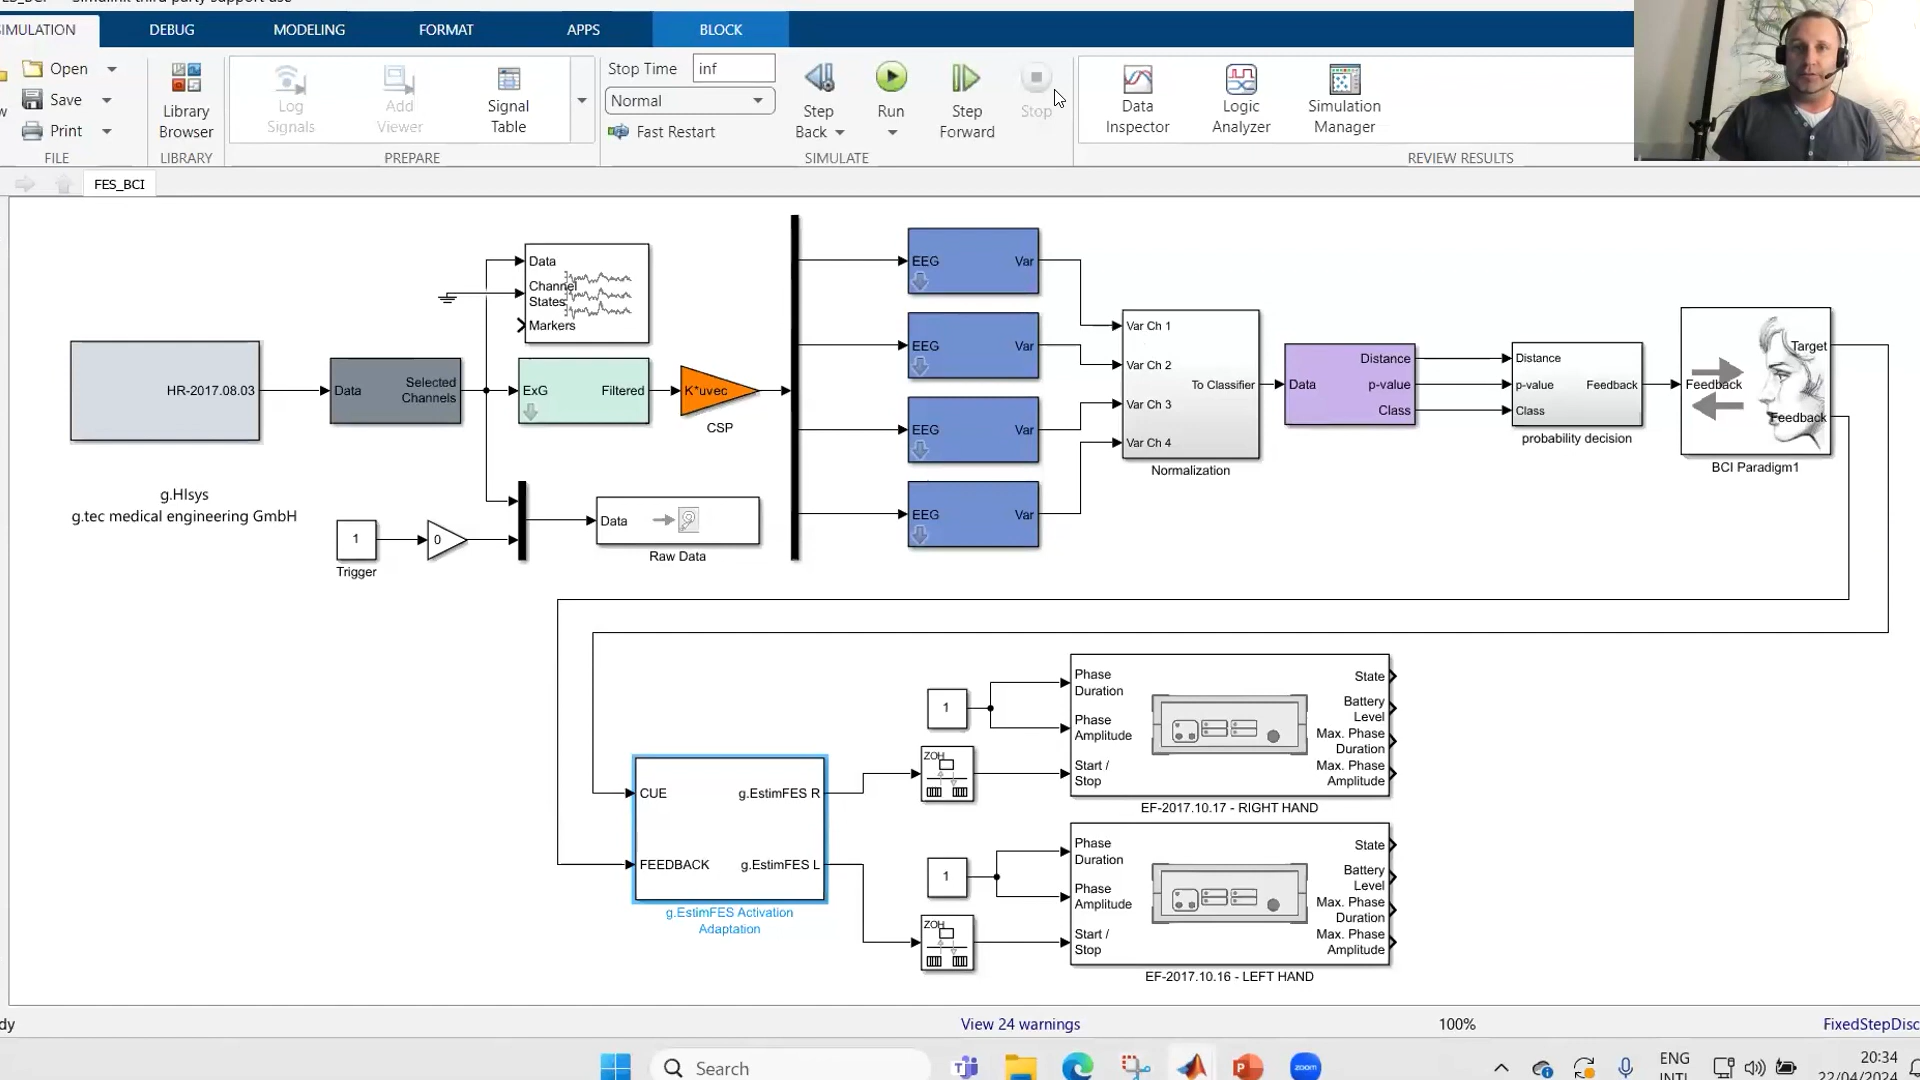 SIMULATION
DEBUG
MODELING
FORMAT
APPS
BLOCK
Open
Save
Print
FILE
Library
Browser
LIBRARY
Log
Signals
Add
Viewer
Signal
Table
PREPARE
Stop Time
inf
Normal
Fast Restart
Step
Back
Run
Step
Forward
Stop
SIMULATE
Data
Inspector
Logic
Analyzer
Simulation
Manager
REVIEW RESULTS
FES_BCI
HR-2017.08.03
g.HIsys
g.tec medical engineering GmbH
Data
Selected
Channels
Data
Channel
States
Markers
ExG
Filtered
K*uvec
CSP
1
Trigger
0
Data
Raw Data
EEG
Var
EEG
Var
EEG
Var
EEG
Var
Var Ch 1
Var Ch 2
Var Ch 3
Var Ch 4
To Classifier
Normalization
Data
Distance
p-value
Class
Distance
p-value
Class
Feedback
probability decision
Feedback
Target
Feedback
BCI Paradigm1
CUE
FEEDBACK
g.EstimFES R
g.EstimFES L
g.EstimFES Activation
Adaptation
1
ZOH
Phase
Duration
Phase
Amplitude
Start /
Stop
State
Battery
Level
Max. Phase
Duration
Max. Phase
Amplitude
EF-2017.10.17 - RIGHT HAND
1
ZOH
Phase
Duration
Phase
Amplitude
Start /
Stop
State
Battery
Level
Max. Phase
Duration
Max. Phase
Amplitude
EF-2017.10.16 - LEFT HAND
dy
View 24 warnings
100%
FixedStepDisc
Search
zoom
ENG
INTL
20:34
22/04/2024